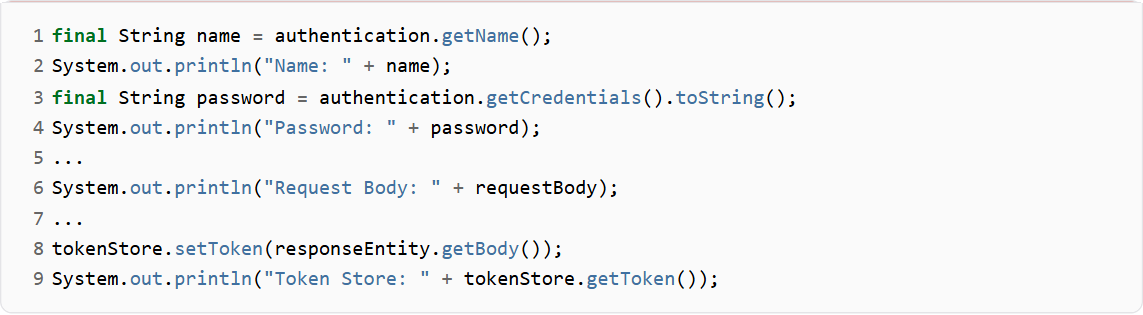 1 final String name = authentication.getName();
2 System.out.println("Name: " + name);
3 final String password = authentication.getCredentials().toString();
4 System.out.println("Password: " + password);
5 ...
6 System.out.println("Request Body: " + requestBody);
7 ...
8 tokenStore.setToken(responseEntity.getBody());
9 System.out.println("Token Store: " + tokenStore.getToken());